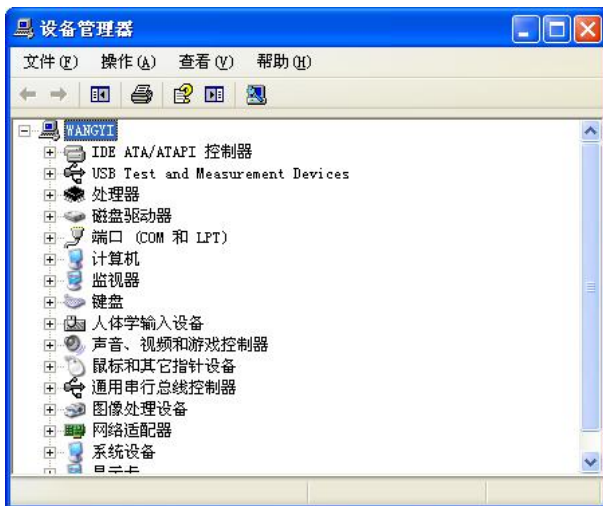 设备管理器
文件(F) 操作(A) 查看(V) 帮助(H)
WANGYI
IDE ATA/ATAPI 控制器
USB Test and Measurement Devices
处理器
磁盘驱动器
端口 (COM 和 LPT)
计算机
监视器
键盘
人体学输入设备
声音、视频和游戏控制器
鼠标和其它指针设备
通用串行总线控制器
图像处理设备
网络适配器
系统设备
显示卡